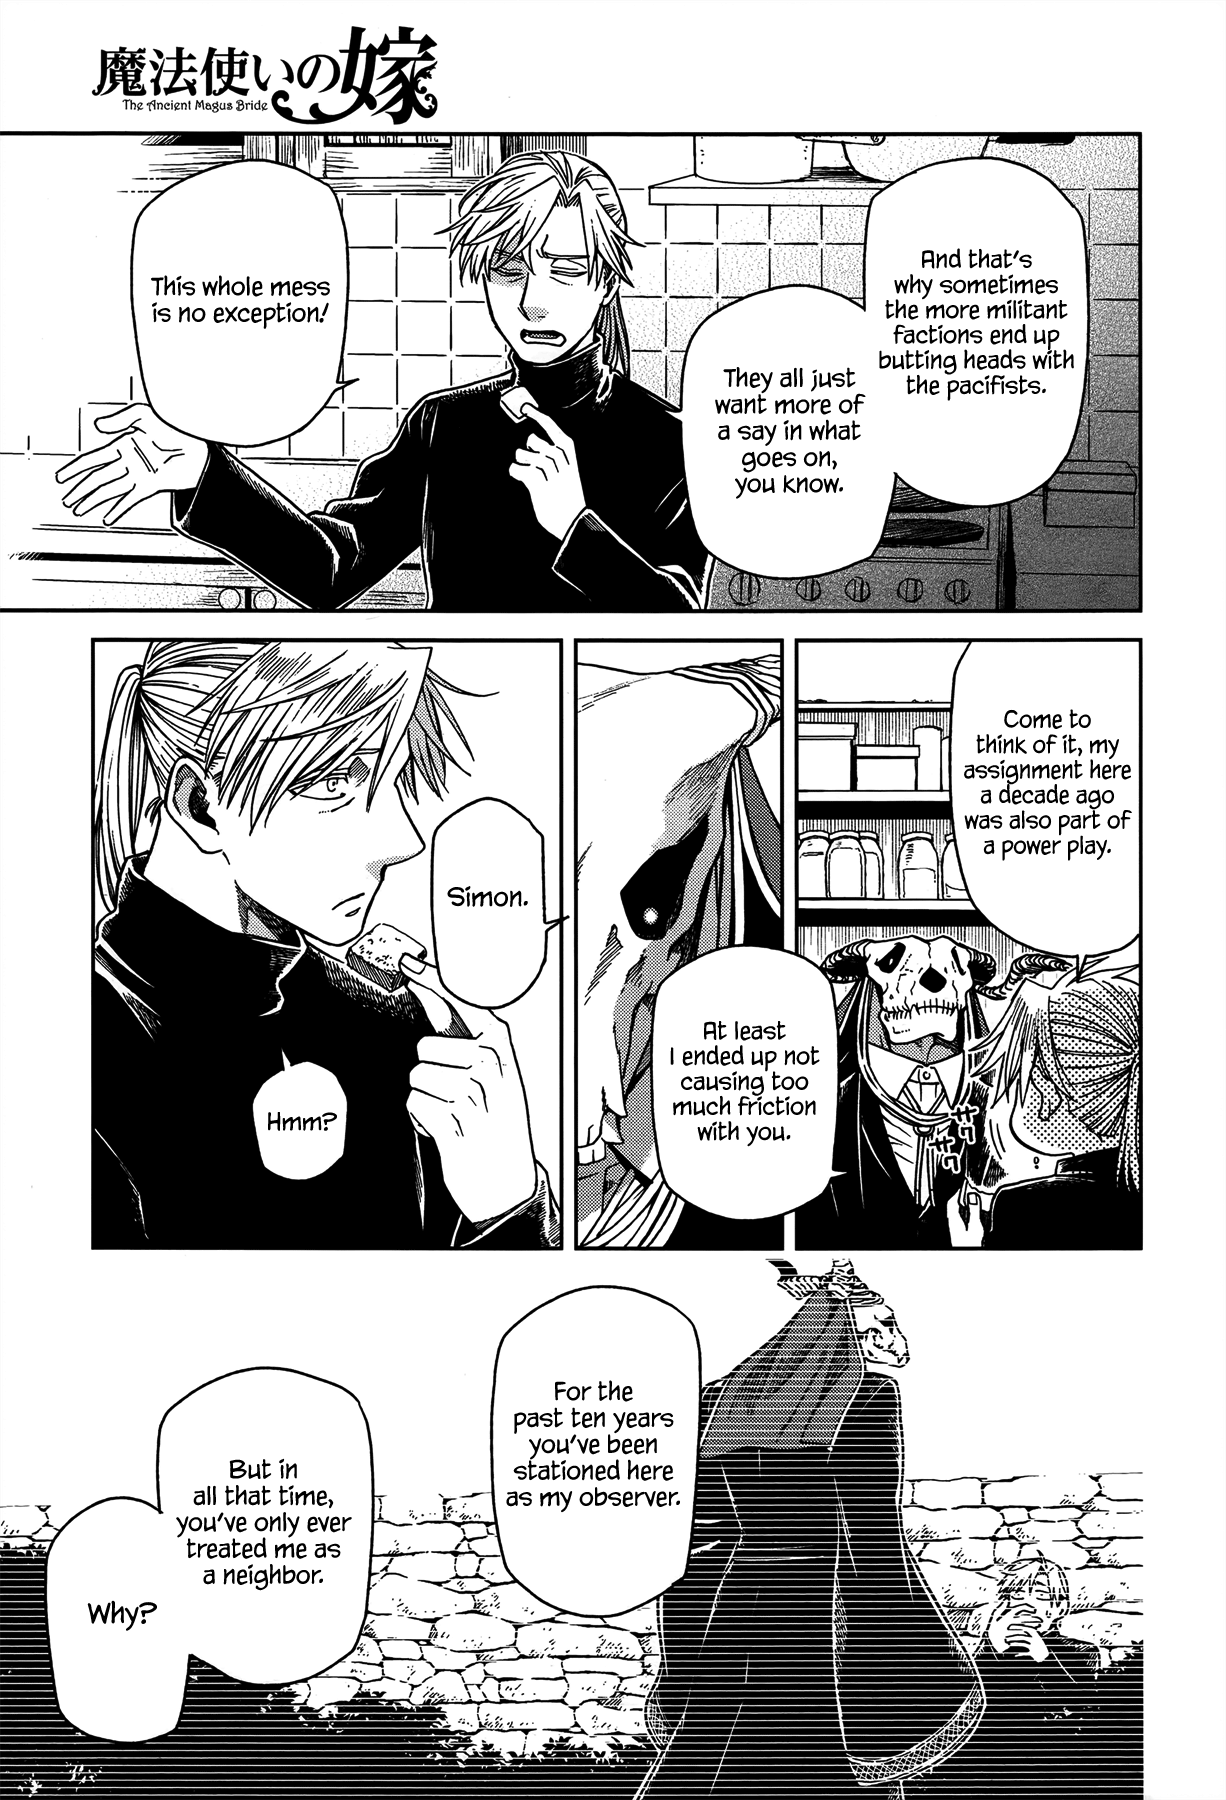 魔法使いの嫁
The Ancient Magus Bride
And that's
why sometimes
the more militant
factions end up
butting heads with
the pacifists.
They all just
want more of
a say in what
goes on,
you know.
This whole mess
is no exception!
Come to
think of it, my
assignment here
a decade ago
was also part of
a power play.
サク
サク
At least
I ended up not
causing too
much friction
with you.
Simon.
Hmm?
For the
past ten years
you've been
stationed here
as my observer.
But in
all that time,
you've only ever
treated me as
a neighbor.
Why?